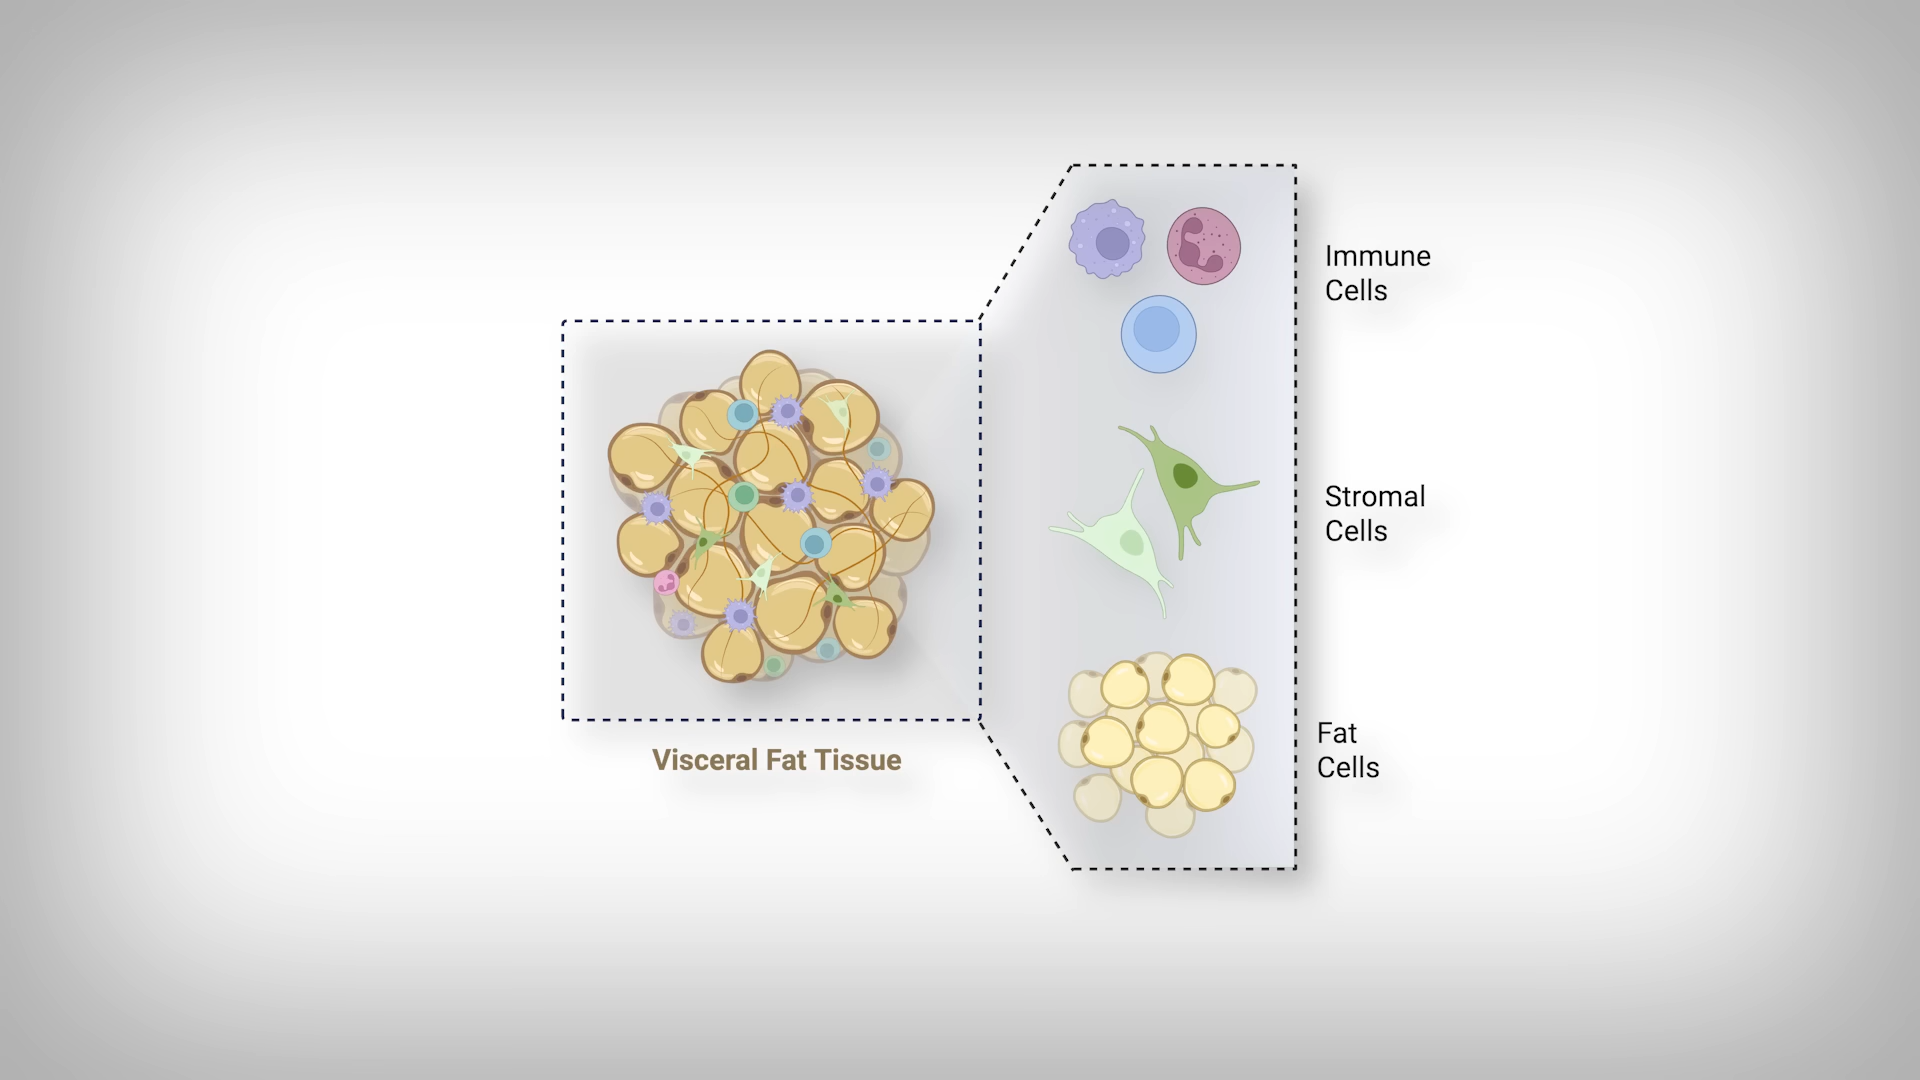 Immune
Cells
Stromal
Cells
Visceral Fat Tissue
Fat
Cells